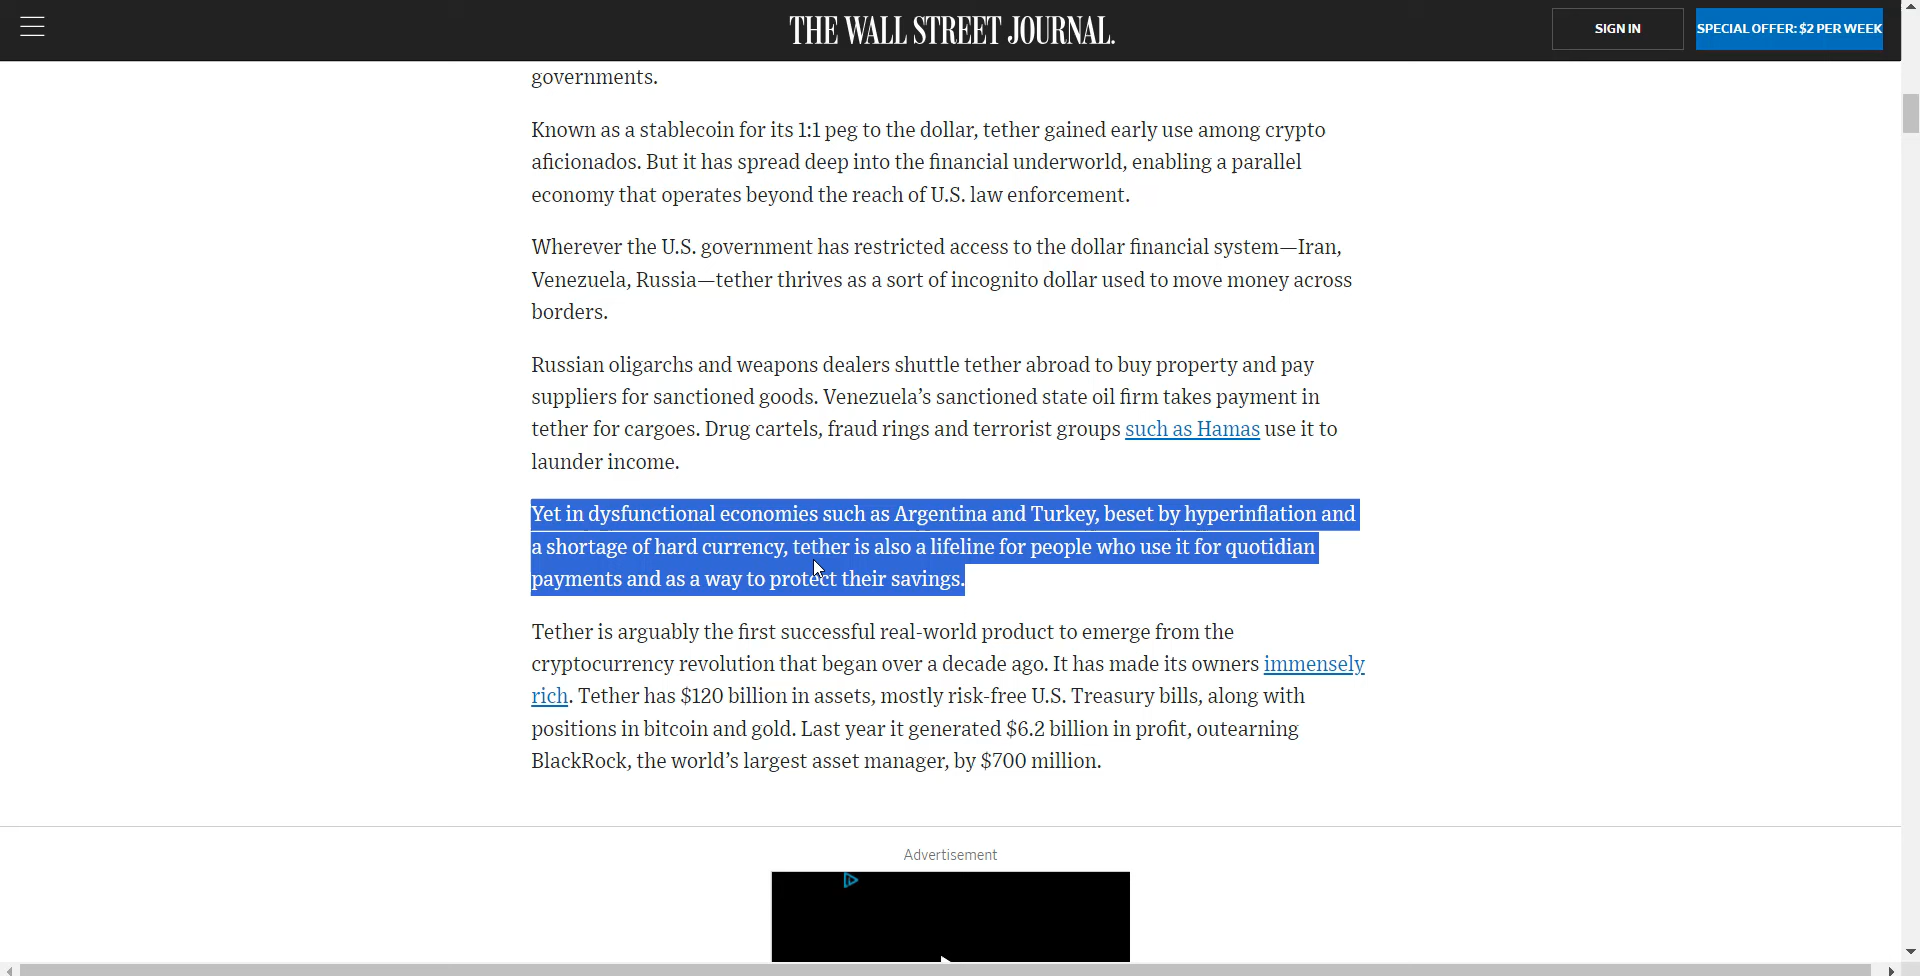 THE WALL STREET JOURNAL.
SIGN IN
SPECIAL OFFER: $2 PER WEEK
governments.
Known as a stablecoin for its 1:1 peg to the dollar, tether gained early use among crypto
aficionados. But it has spread deep into the financial underworld, enabling a parallel
economy that operates beyond the reach of U.S. law enforcement.
Wherever the U.S. government has restricted access to the dollar financial system—Iran,
Venezuela, Russia—tether thrives as a sort of incognito dollar used to move money across
borders.
Russian oligarchs and weapons dealers shuttle tether abroad to buy property and pay
suppliers for sanctioned goods. Venezuela’s sanctioned state oil firm takes payment in
tether for cargoes. Drug cartels, fraud rings and terrorist groups such as Hamas use it to
launder income.
Yet in dysfunctional economies such as Argentina and Turkey, beset by hyperinflation and
a shortage of hard currency, tether is also a lifeline for people who use it for quotidian
payments and as a way to protect their savings.
Tether is arguably the first successful real-world product to emerge from the
cryptocurrency revolution that began over a decade ago. It has made its owners immensely
rich. Tether has $120 billion in assets, mostly risk-free U.S. Treasury bills, along with
positions in bitcoin and gold. Last year it generated $6.2 billion in profit, outearning
BlackRock, the world’s largest asset manager, by $700 million.
Advertisement